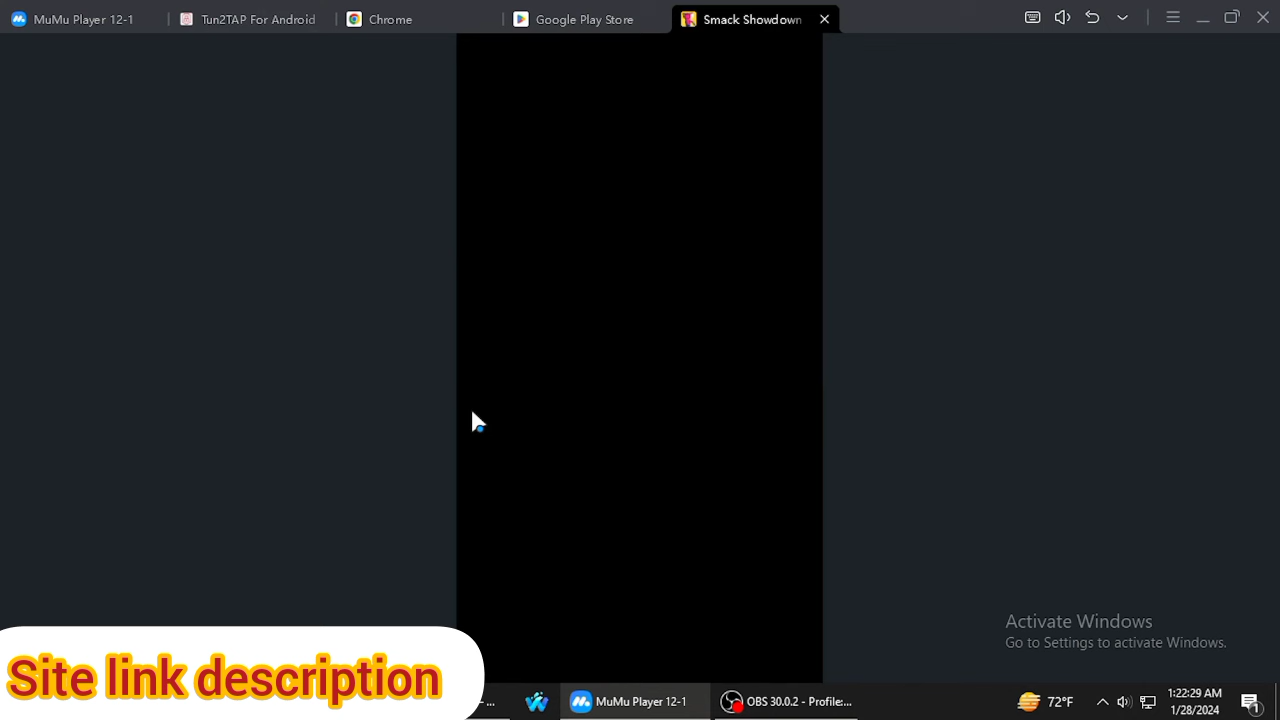 MuMu Player 12-1
Tun2TAP For Android
Chrome
Google Play Store
Smack Showdown
Activate Windows
Go to Settings to activate Windows.
Site link description
...
MuMu Player 12-1
OBS 30.0.2 - Profile:...
72°F
1:22:29 AM
1/28/2024
1